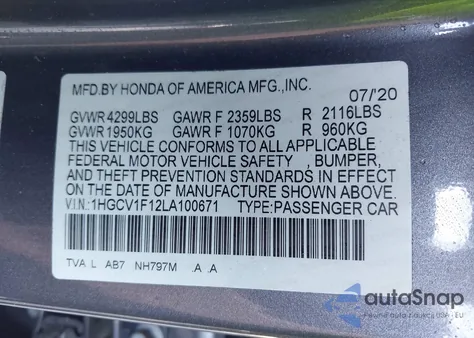 MFD.BY HONDA OF AMERICA MFG.,INC. 07/20
GVWR 4299LBS GAWR F 2359LBS R 2116LBS
GVWR 1950KG GAWR F 1070KG R 960KG
THIS VEHICLE CONFORMS TO ALL APPLICABLE
FEDERAL MOTOR VEHICLE SAFETY , BUMPER,
AND THEFT PREVENTION STANDARDS IN EFFECT
ON THE DATE OF MANUFACTURE SHOWN ABOVE.
V.I.N:1HGCV1F12LA100671 TYPE:PASSENGER CAR
TVA L AB7 NH797M .A .A
autoSnap